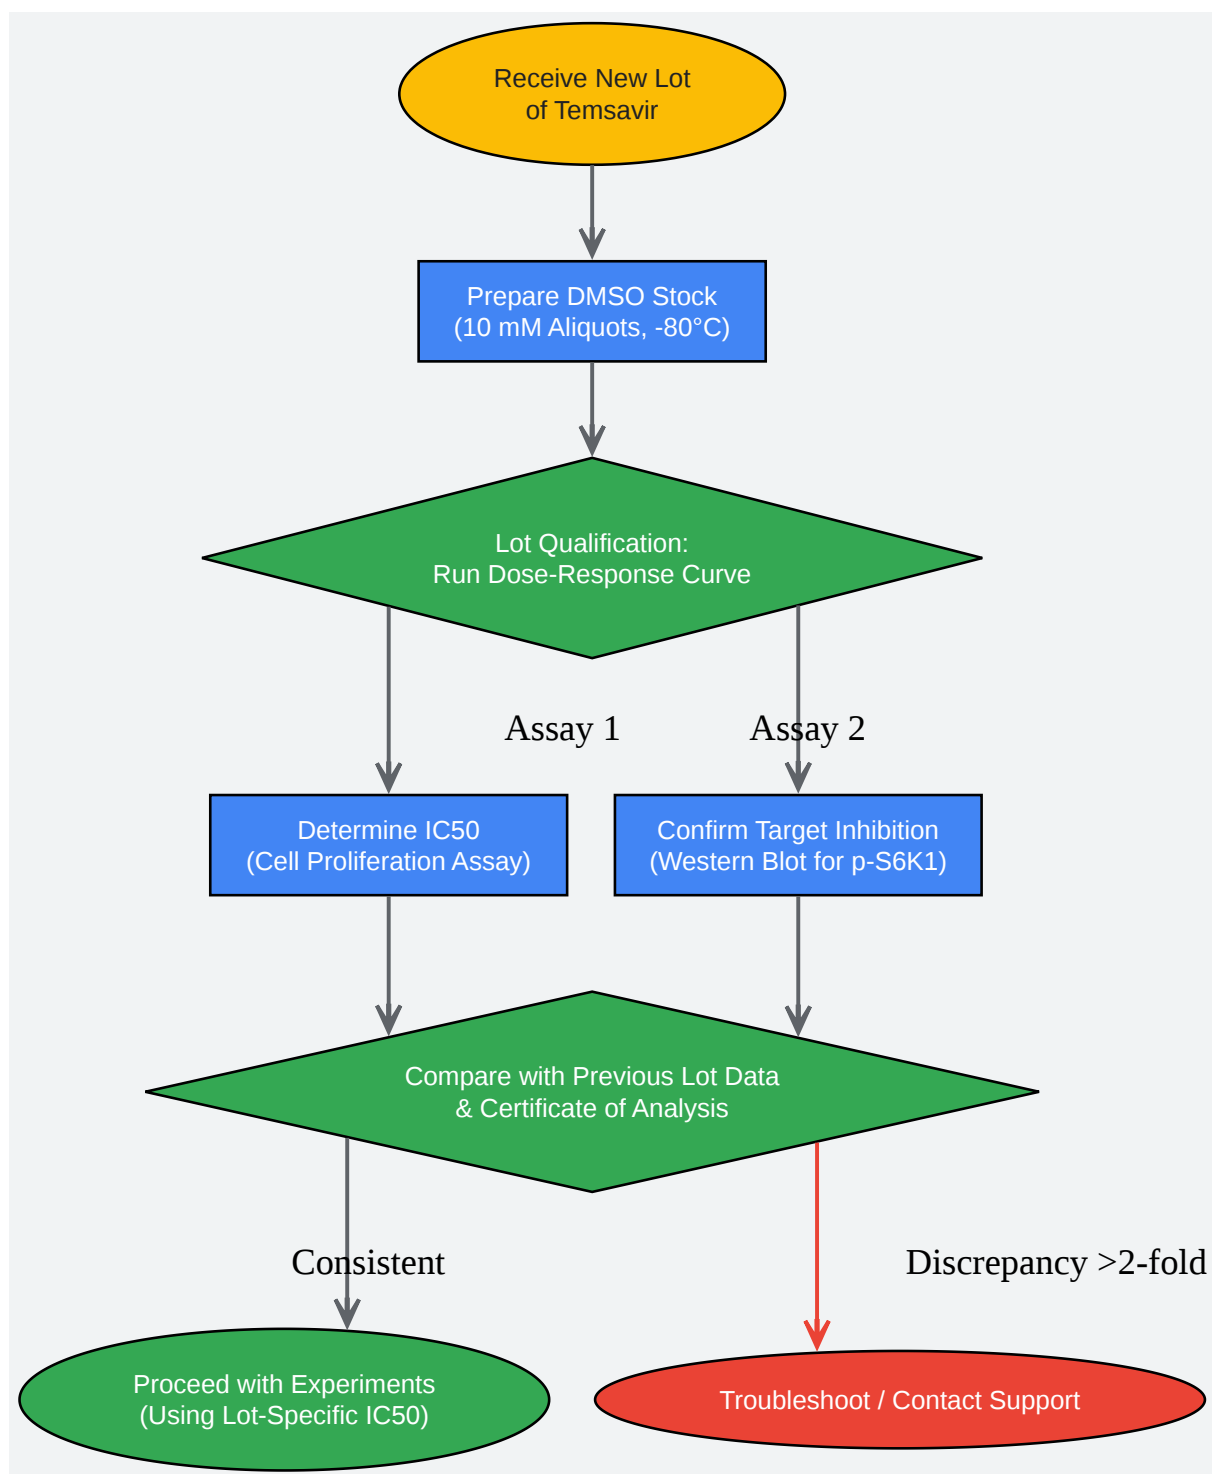 Receive New Lot
of Temsavir
Prepare DMSO Stock
(10 mM Aliquots, -80°C)
Lot Qualification:
Run Dose-Response Curve
Assay 1
Assay 2
Determine IC50
(Cell Proliferation Assay)
Confirm Target Inhibition
(Western Blot for p-S6K1)
Compare with Previous Lot Data
& Certificate of Analysis
Consistent
Discrepancy >2-fold
Proceed with Experiments
(Using Lot-Specific IC50)
Troubleshoot / Contact Support